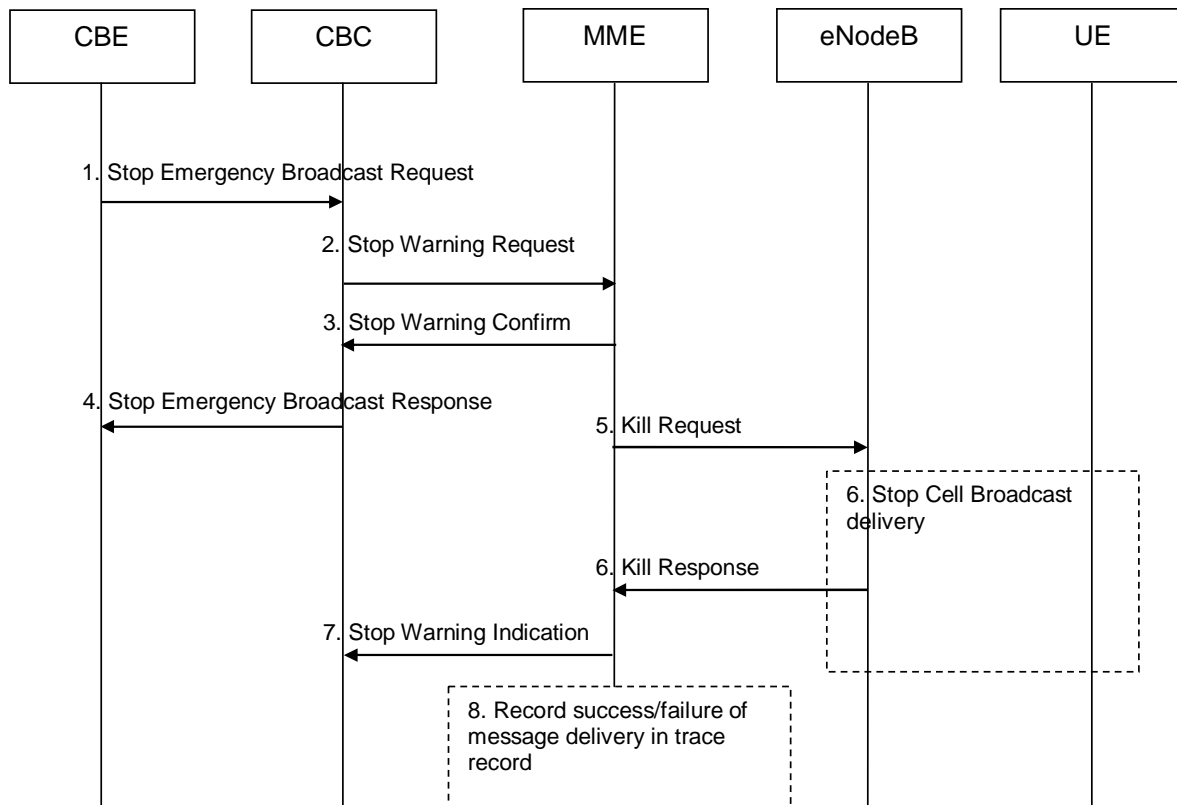 CBE
CBC
MME
eNodeB
UE
1. Stop Emergency Broadcast Request
2. Stop Warning Request
3. Stop Warning Confirm
4. Stop Emergency Broadcast Response
5. Kill Request
6. Stop Cell Broadcast
delivery
6. Kill Response
7. Stop Warning Indication
8. Record success/failure of
message delivery in trace
record